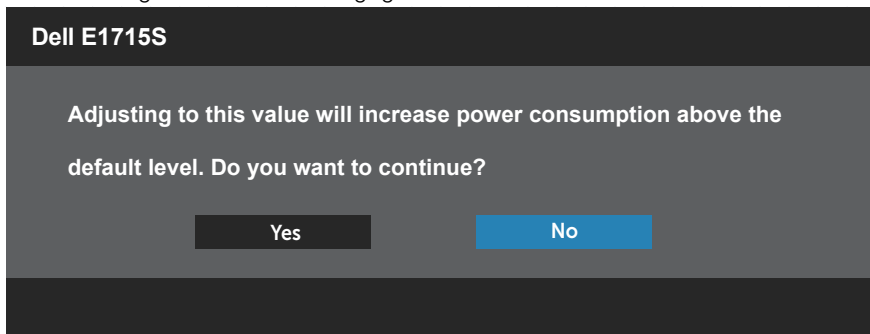 Dell E1715S
Adjusting to this value will increase power consumption above the
default level. Do you want to continue?
Yes No